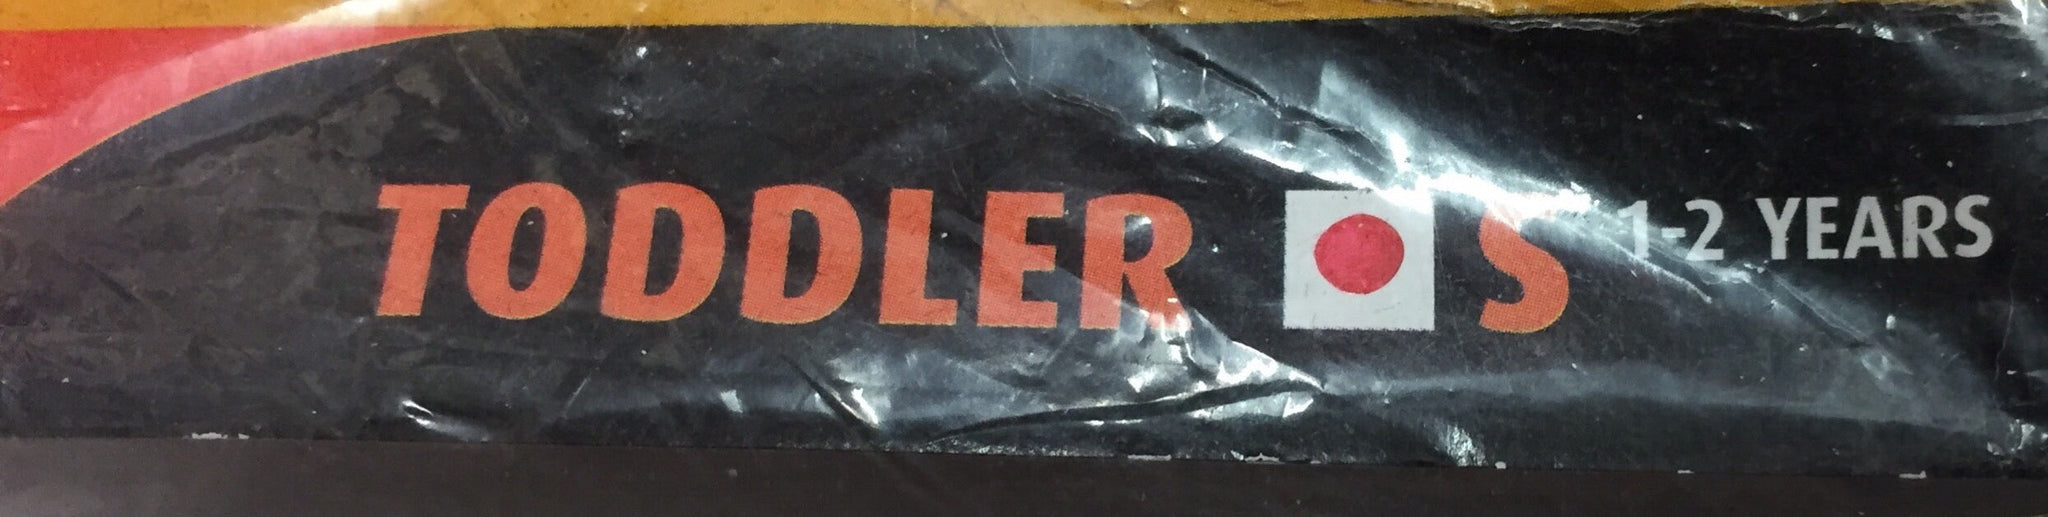 TODDLER S 1-2 YEARS